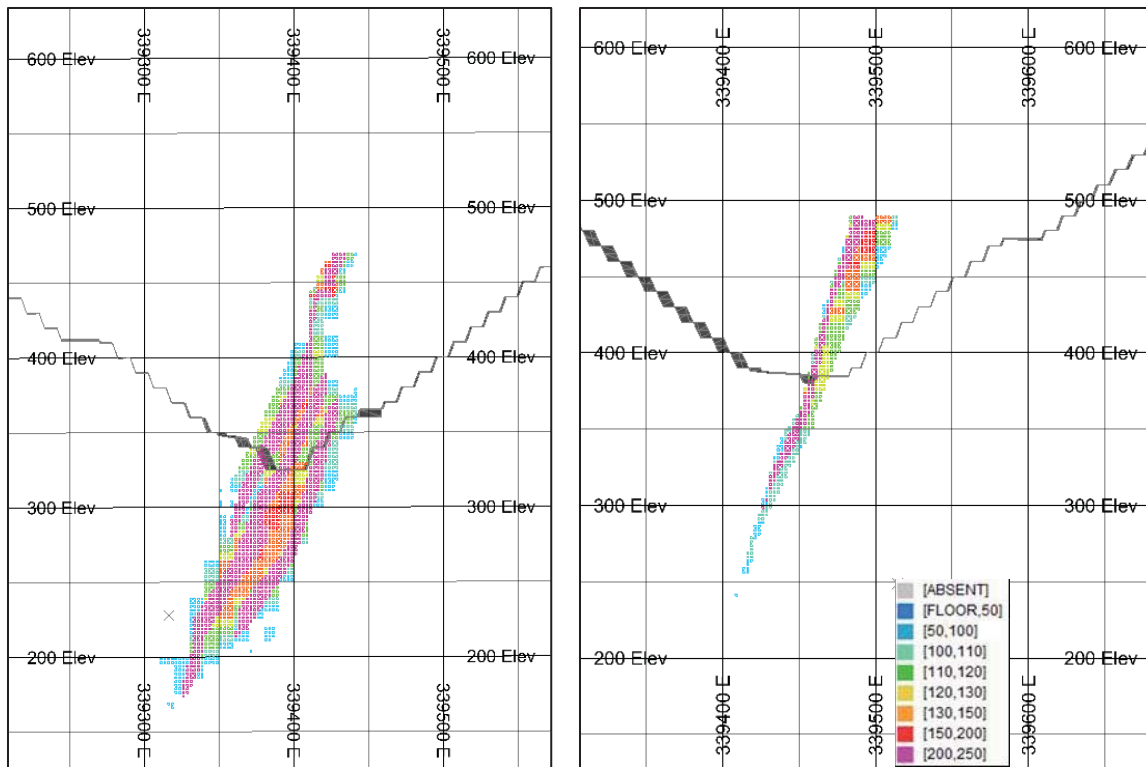 339300 E
339400 E
339500 E
600 Elev
600 Elev
500 Elev
500 Elev
400 Elev
400 Elev
300 Elev
300 Elev
200 Elev
200 Elev
339300 E
339400 E
339500 E
339400 E
339500 E
339600 E
600 Elev
600 Elev
500 Elev
500 Elev
400 Elev
400 Elev
300 Elev
300 Elev
200 Elev
200 Elev
339400 E
339500 E
339600 E
[ABSENT]
[FLOOR,50]
[50,100]
[100,110]
[110,120]
[120,130]
[130,150]
[150,200]
[200,250]